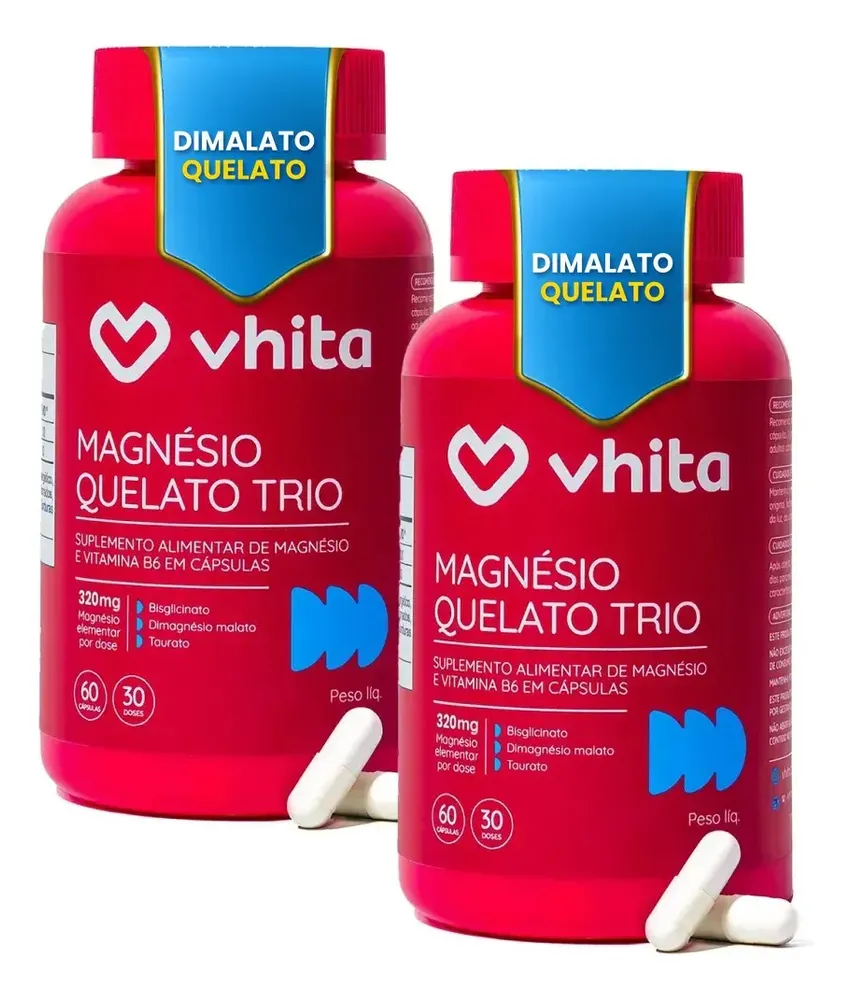 DIMALATO
QUELATO
vhita
MAGNÉSIO
QUELATO TRIO
SUPLEMENTO ALIMENTAR DE MAGNÉSIO
E VITAMINA B6 EM CÁPSULAS
320mg
Magnésio
elementar
por dose
Bisglicinato
Dimagnésio malato
Taurato
60
CÁPSULAS
30
DOSES
Peso líq.
DIMALATO
QUELATO
vhita
MAGNÉSIO
QUELATO TRIO
SUPLEMENTO ALIMENTAR DE MAGNÉSIO
E VITAMINA B6 EM CÁPSULAS
320mg
Magnésio
elementar
por dose
Bisglicinato
Dimagnésio malato
Taurato
60
CÁPSULAS
30
DOSES
Peso líq.